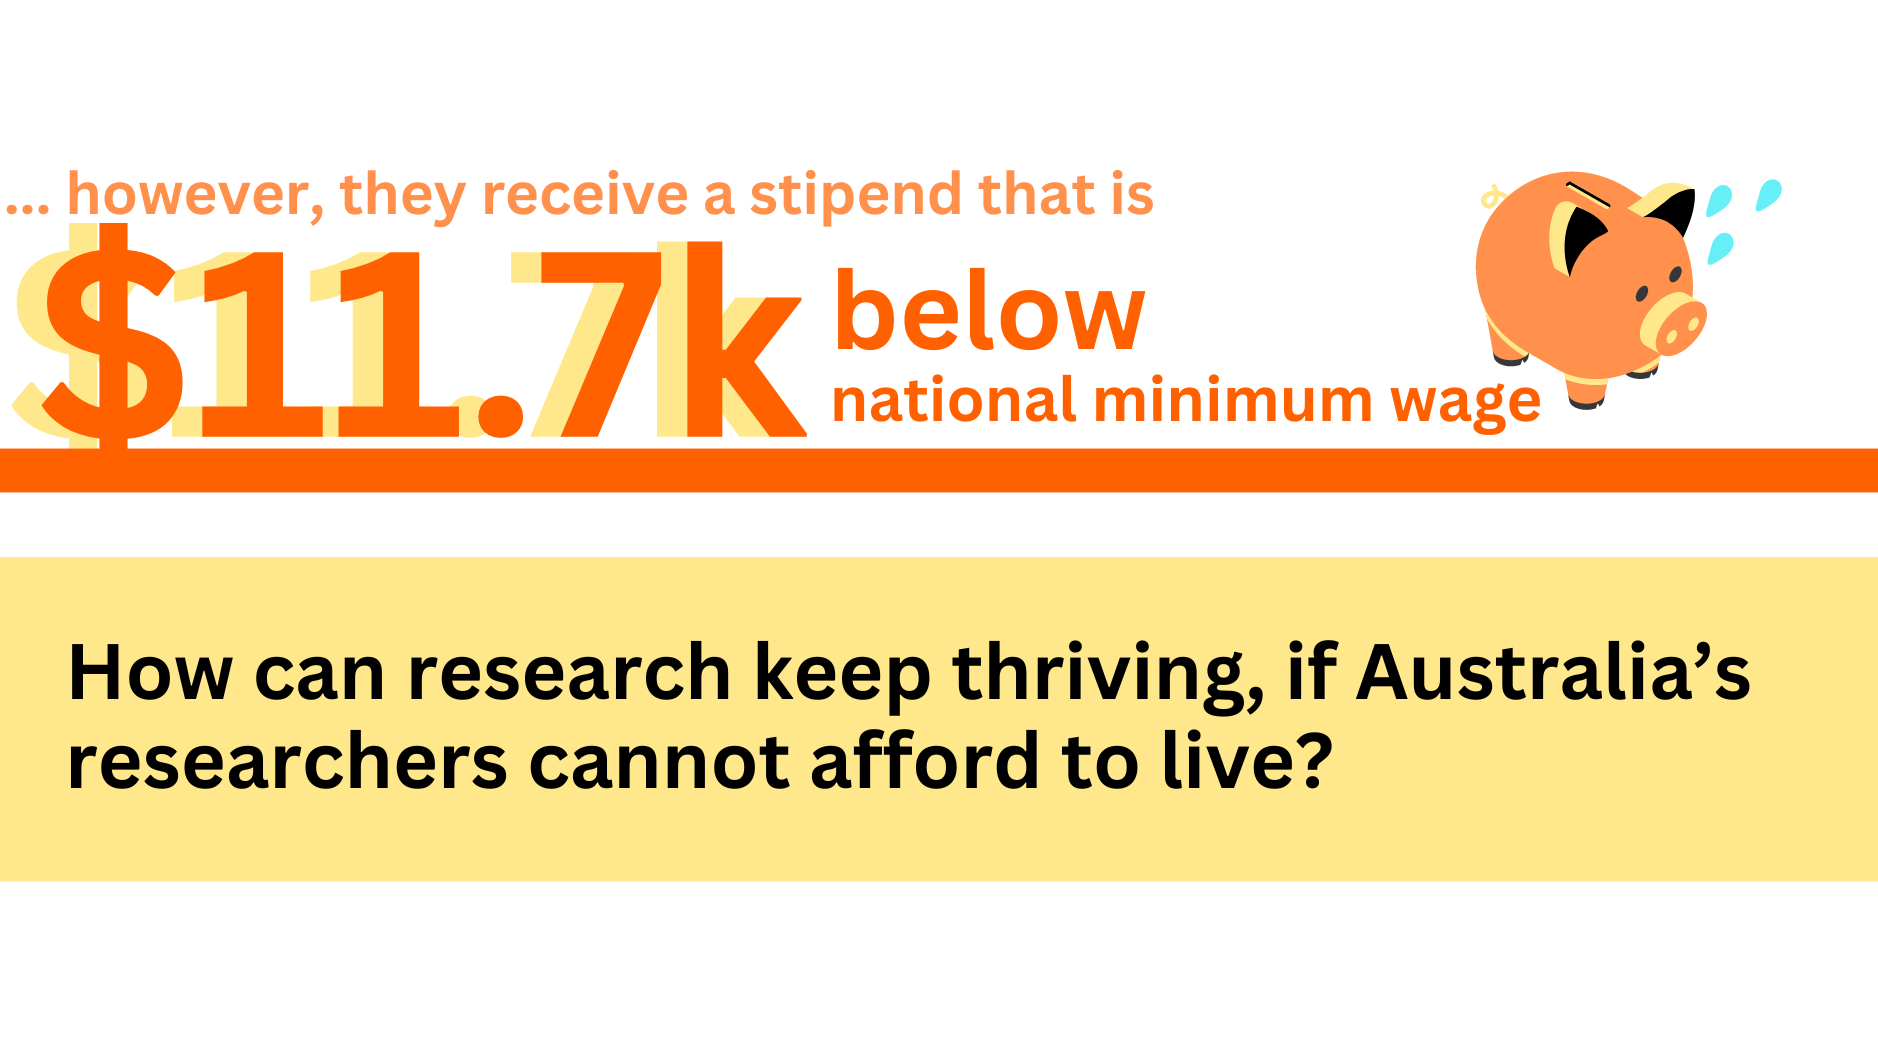 ... however, they receive a stipend that is
$11.7k below
national minimum wage
How can research keep thriving, if Australia’s
researchers cannot afford to live?